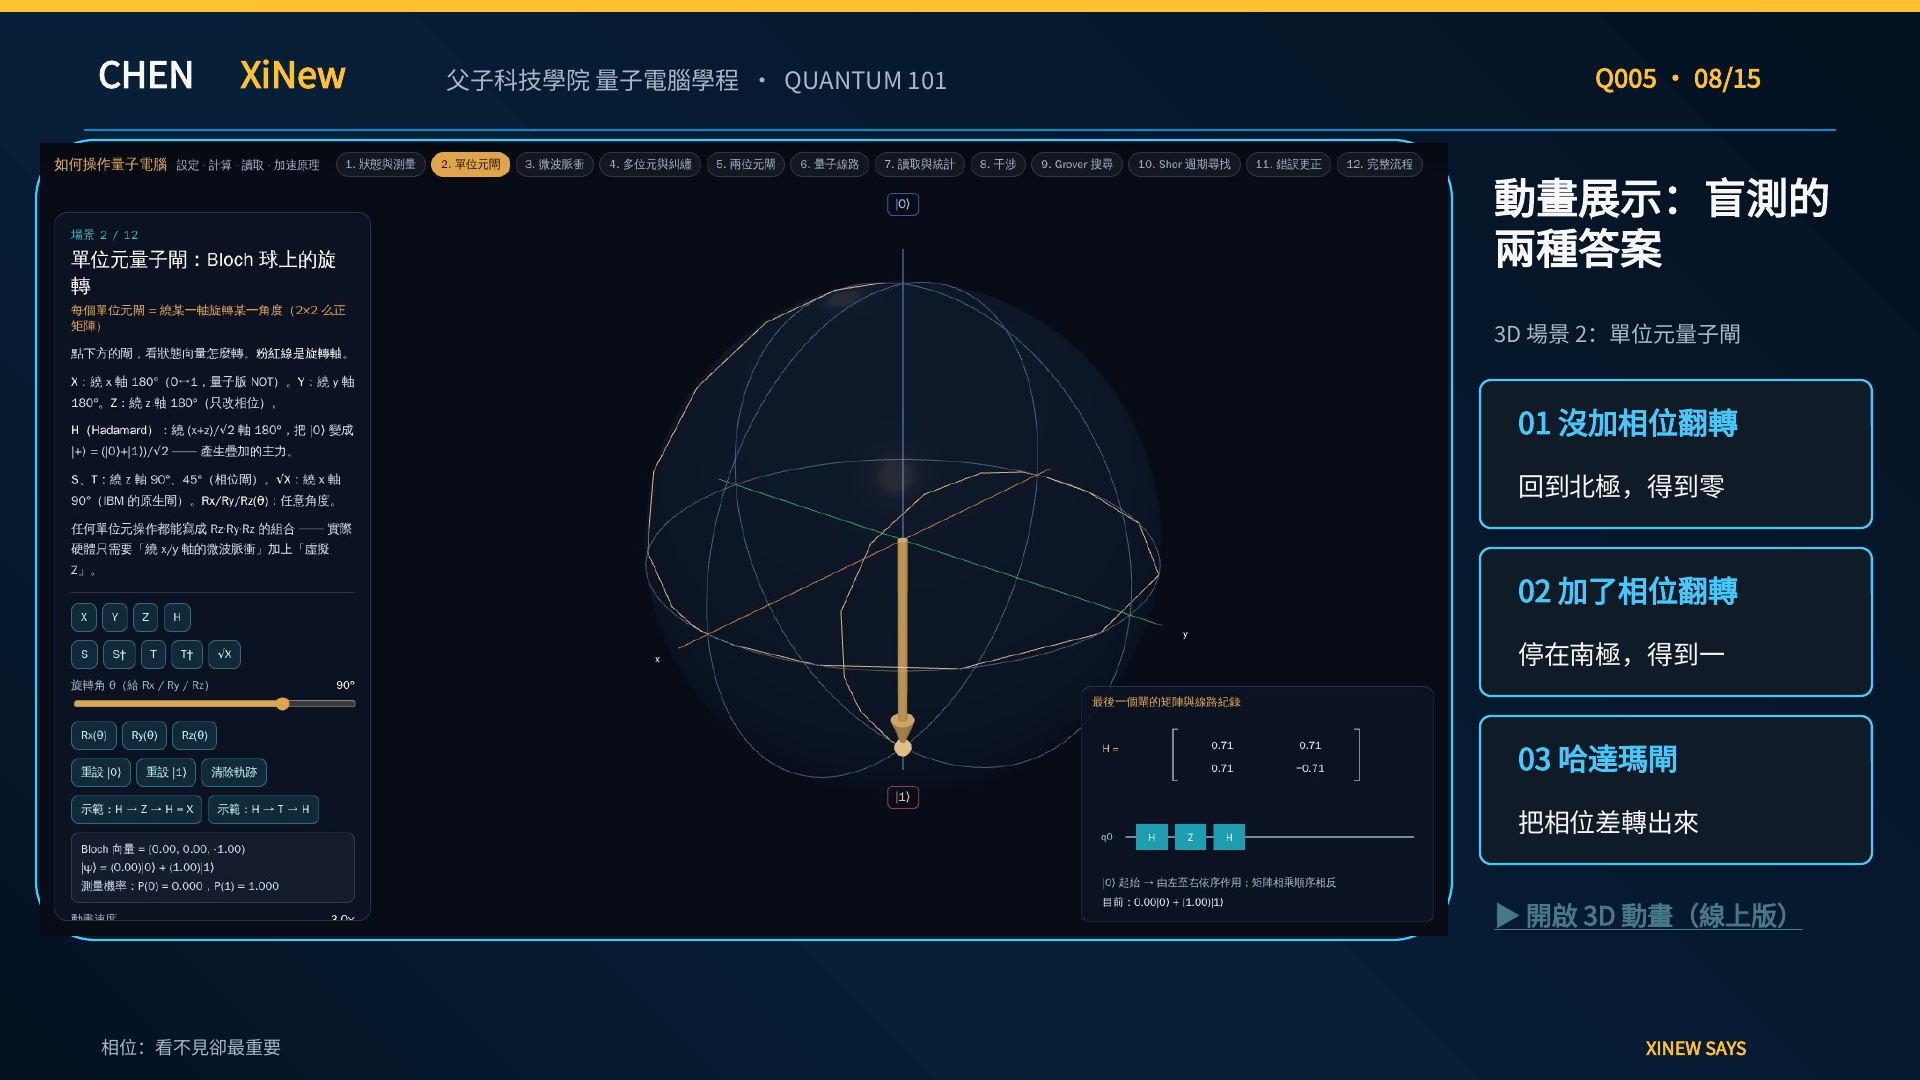 CHEN XiNew 父子科技學院 量子電腦學程 · QUANTUM 101 Q005 · 08/15
如何操作量子電腦 設定 · 計算 · 讀取 · 加速原理 1. 狀態與測量 2. 單位元閘 3. 微波脈衝 4. 多位元與糾纏 5. 兩位元閘 6. 量子線路 7. 讀取與統計 8. 干涉 9. Grover 搜尋 10. Shor 週期尋找 11. 錯誤更正 12. 完整流程
場景 2 / 12
單位元量子閘：Bloch 球上的旋
轉
每個單位元閘 = 繞某一軸旋轉某一角度（2×2 么正
矩陣）
點下方的閘，看狀態向量怎麼轉。粉紅線是旋轉軸。
X：繞 x 軸 180°（0↔1，量子版 NOT）。Y：繞 y 軸
180°。Z：繞 z 軸 180°（只改相位）。
H（Hadamard）：繞 (x+z)/√2 軸 180°，把 |0⟩ 變成
|+⟩ = (|0⟩+|1⟩)/√2 —— 產生疊加的主力。
S、T：繞 z 軸 90°、45°（相位閘）。√X：繞 x 軸
90°（IBM 的原生閘）。Rx/Ry/Rz(θ)：任意角度。
任何單位元操作都能寫成 Rz·Ry·Rz 的組合 —— 實際
硬體只需要「繞 x/y 軸的微波脈衝」加上「虛擬
Z」。
X Y Z H
S S† T T† √X
旋轉角 θ（給 Rx / Ry / Rz） 90°
Rx(θ) Ry(θ) Rz(θ)
重設 |0⟩ 重設 |1⟩ 清除軌跡
示範：H → Z → H = X 示範：H → T → H
Bloch 向量 = (0.00, 0.00, -1.00)
|ψ⟩ = (0.00)|0⟩ + (1.00)|1⟩
測量機率：P(0) = 0.000，P(1) = 1.000
動畫速度 3.0×
|0⟩
x
y
|1⟩
最後一個閘的矩陣與線路紀錄
H =
0.71 0.71
0.71 −0.71
q0 H Z H
|0⟩ 起始 → 由左至右依序作用；矩陣相乘順序相反
目前：0.00|0⟩ + (1.00)|1⟩
動畫展示：盲測的
兩種答案
3D 場景 2：單位元量子閘
01 沒加相位翻轉
回到北極，得到零
02 加了相位翻轉
停在南極，得到一
03 哈達瑪閘
把相位差轉出來
▶ 開啟 3D 動畫（線上版）
相位：看不見卻最重要
XINEW SAYS